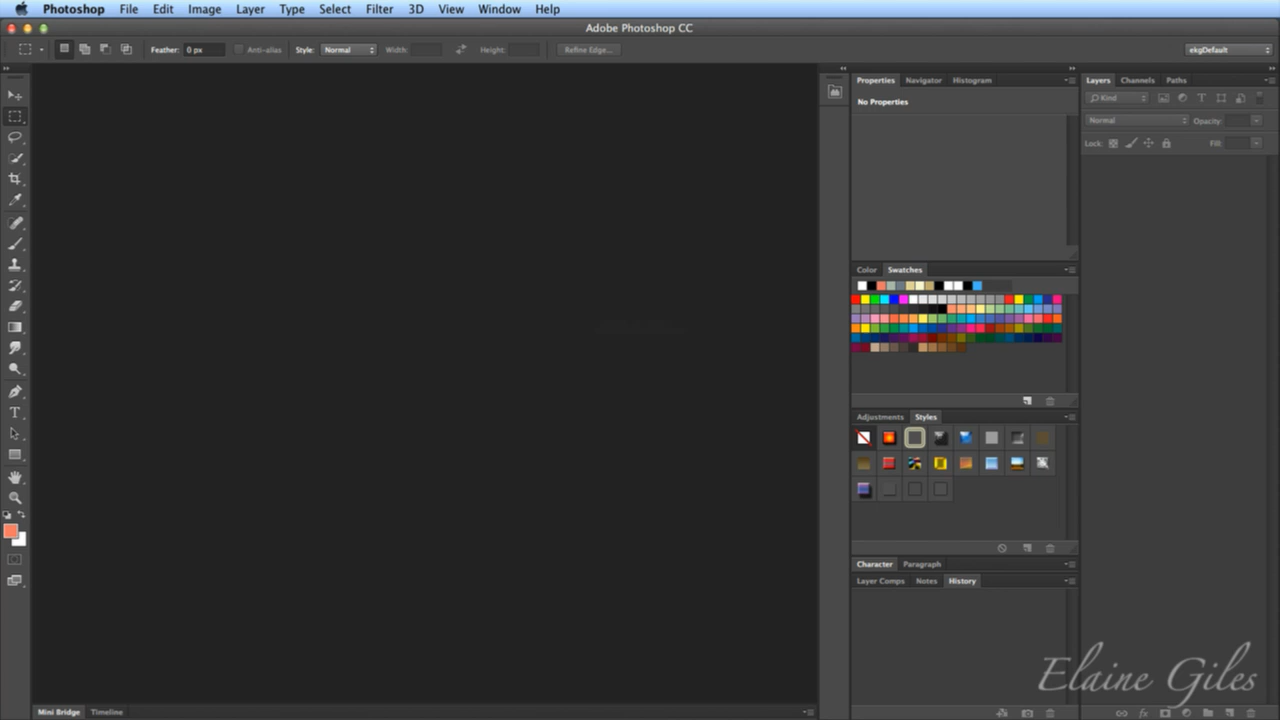 Photoshop File Edit Image Layer Type Select Filter 3D View Window Help
Adobe Photoshop CC
Feather: 0 px Anti-alias Style: Normal Width: Height: Refine Edge... ekgDefault
Properties Navigator Histogram
No Properties
Layers Channels Paths
Kind
Normal Opacity:
Lock: Fill:
Color Swatches
Adjustments Styles
Character Paragraph
Layer Comps Notes History
Mini Bridge Timeline
Elaine Giles